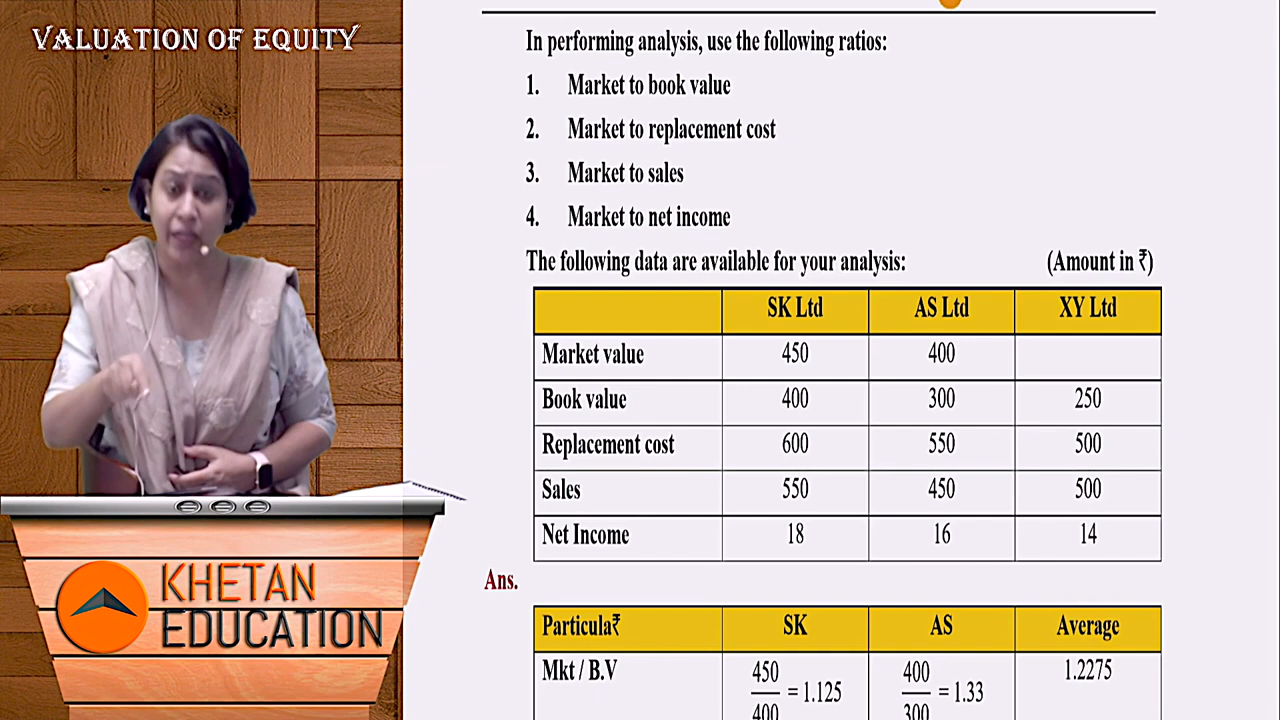 VALUATION OF EQUITY
In performing analysis, use the following ratios:
1. Market to book value
2. Market to replacement cost
3. Market to sales
4. Market to net income
The following data are available for your analysis: (Amount in ₹)
SK Ltd AS Ltd XY Ltd
Market value 450 400
Book value 400 300 250
Replacement cost 600 550 500
Sales 550 450 500
Net Income 18 16 14
Ans.
Particula₹ SK AS Average
Mkt / B.V 450/400 = 1.125 400/300 = 1.33 1.2275
KHETAN
EDUCATION